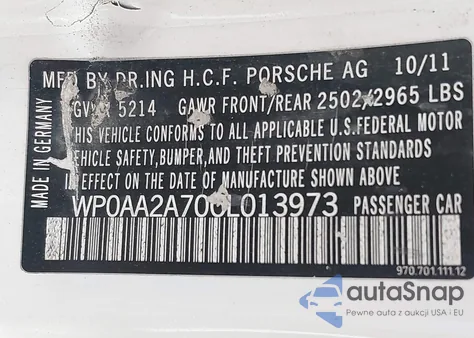 MFD BY DR.ING H.C.F. PORSCHE AG 10/11
5214 GAWR FRONT/REAR 2502/2965 LBS
THIS VEHICLE CONFORMS TO ALL APPLICABLE U.S.FEDERAL MOTOR
VEHICLE SAFETY,BUMPER,AND THEFT PREVENTION STANDARDS
IN EFFECT ON THE DATE OF MANUFACTURE SHOWN ABOVE.
MADE IN GERMANY
PASSENGER CAR
970.701.111.12
autoSnap
Pewne auta z aukcji USA i EU